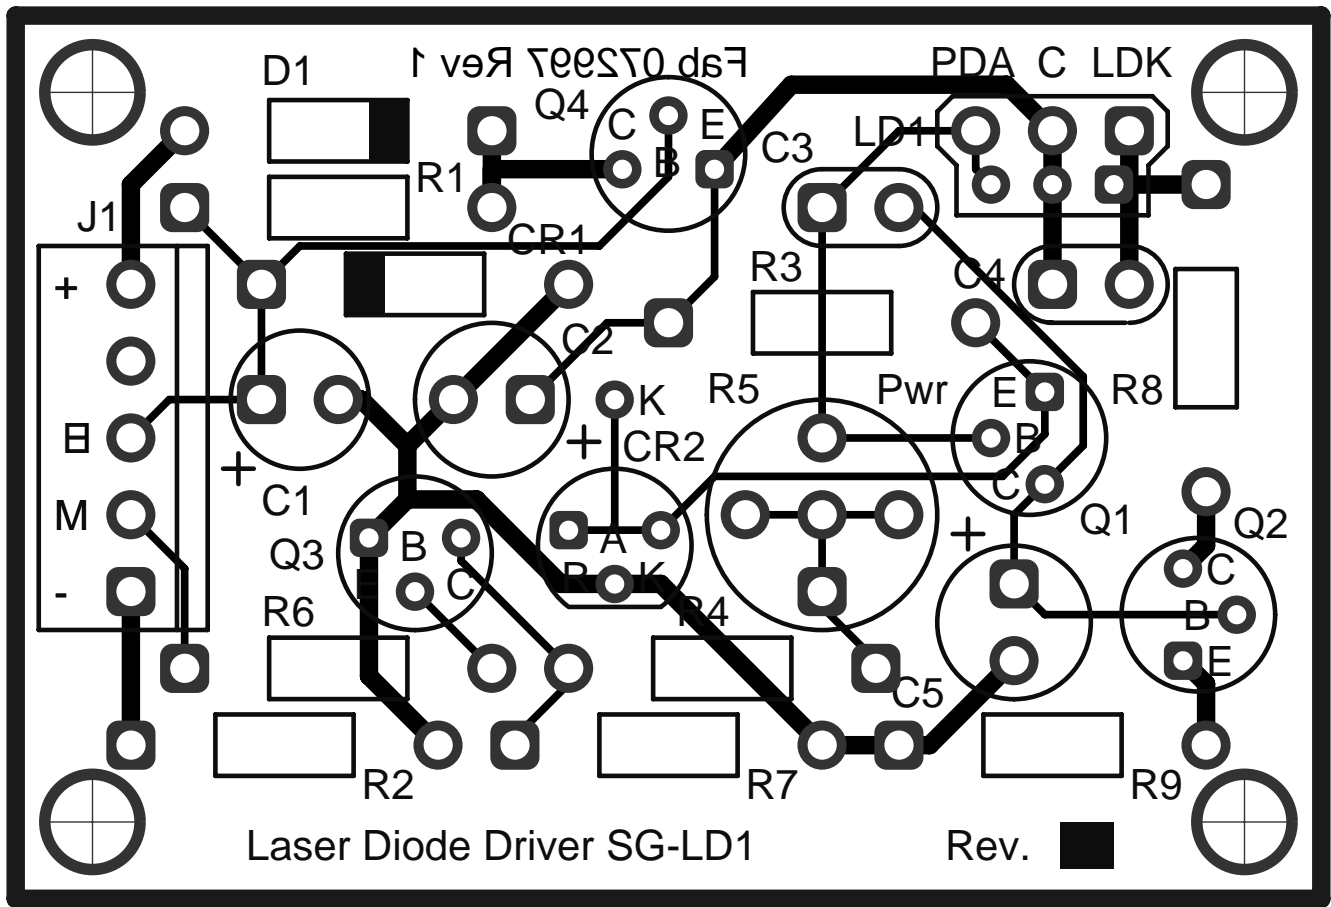 D1
Fab 072997 Rev 1
PDA C LDK
Q4
C
E
B
C3
LD1
R1
J1
CR1
+
R3
C4
C2
R5
Pwr
E
R8
K
B
+
CR2
+
C
C1
M
Q1
Q2
+
Q3
B
A
C
E
C
B
K
-
R6
R4
B
E
C5
R2
R7
R9
Laser Diode Driver SG-LD1
Rev.